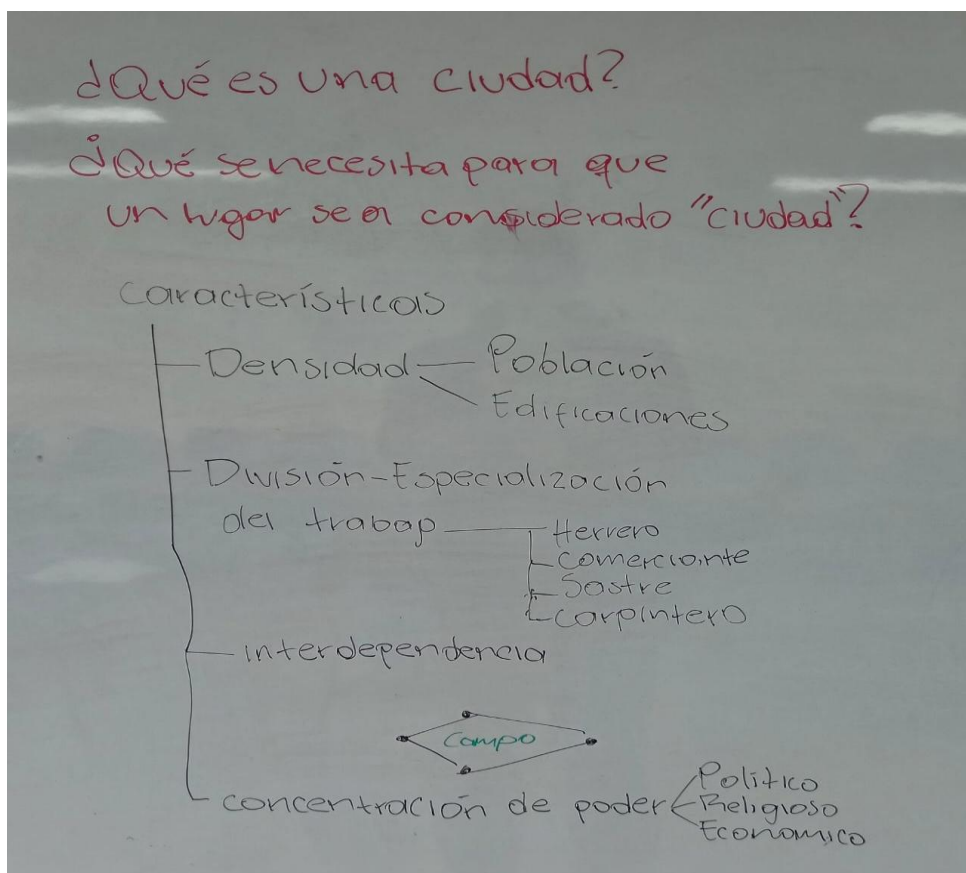 ¿Qué es una ciudad?
¿Qué se necesita para que
un lugar sea considerado "ciudad"?
Características
Densidad
Población
Edificaciones
División-Especialización
del trabajo
Herrero
Comerciante
Sastre
Carpintero
interdependencia
Campo
concentración de poder
Político
Religioso
Economico